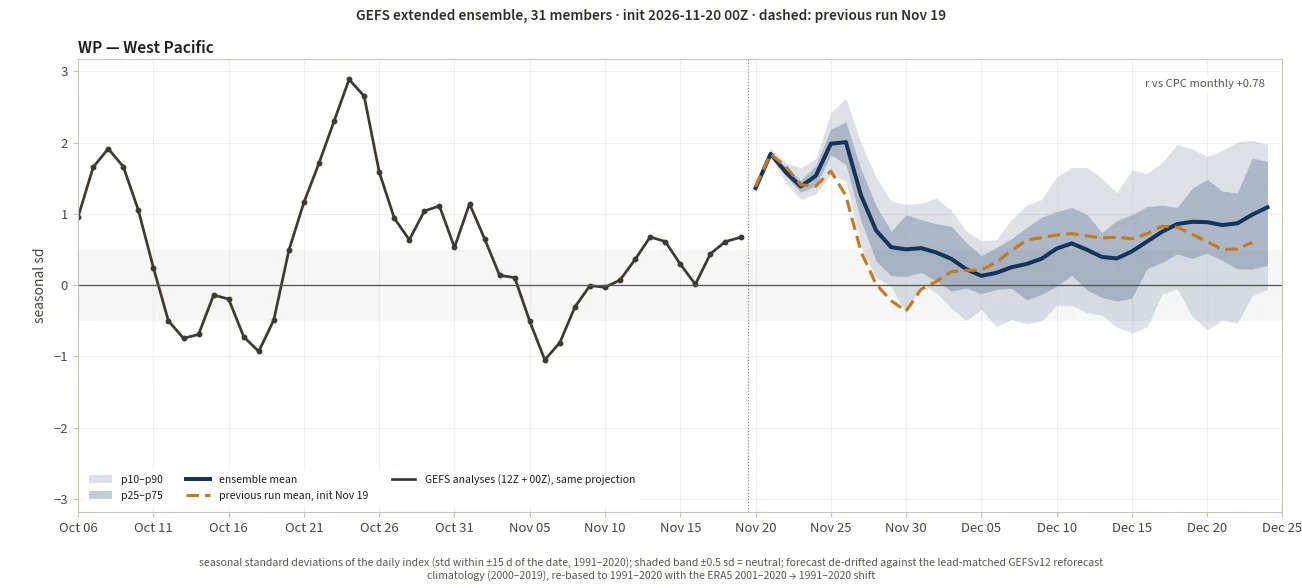 GEFS extended ensemble, 31 members · init 2026-11-20 00Z · dashed: previous run Nov 19
WP — West Pacific
r vs CPC monthly +0.78
seasonal sd
3
2
1
0
−1
−2
−3
p10–p90
p25–p75
ensemble mean
previous run mean, init Nov 19
GEFS analyses (12Z + 00Z), same projection
Oct 06 Oct 11 Oct 16 Oct 21 Oct 26 Oct31 Nov 05 Nov 10 Nov 15 Nov 20 Nov 25 Nov 30 Dec 05 Dec 10 Dec 15 Dec 20 Dec 25
seasonal standard deviations of the daily index (std within ±15 d of the date, 1991–2020); shaded band ±0.5 sd = neutral; forecast de-drifted against the lead-matched GEFSv12 reforecast
climatology (2000–2019), re-based to 1991–2020 with the ERA5 2001–2020 → 1991–2020 shift